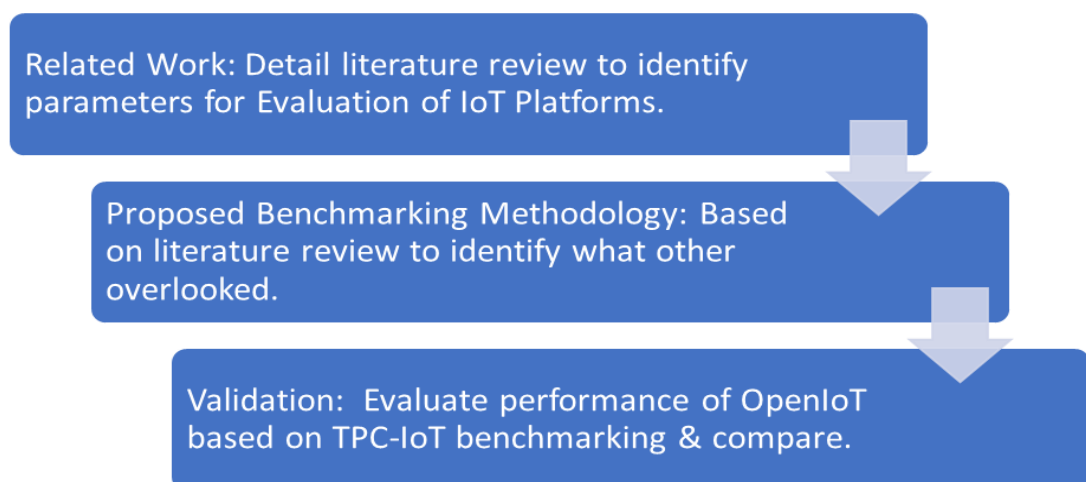 Related Work: Detail literature review to identify
parameters for Evaluation of IoT Platforms.
Proposed Benchmarking Methodology: Based
on literature review to identify what other
overlooked.
Validation:  Evaluate performance of OpenIoT
based on TPC-IoT benchmarking & compare.